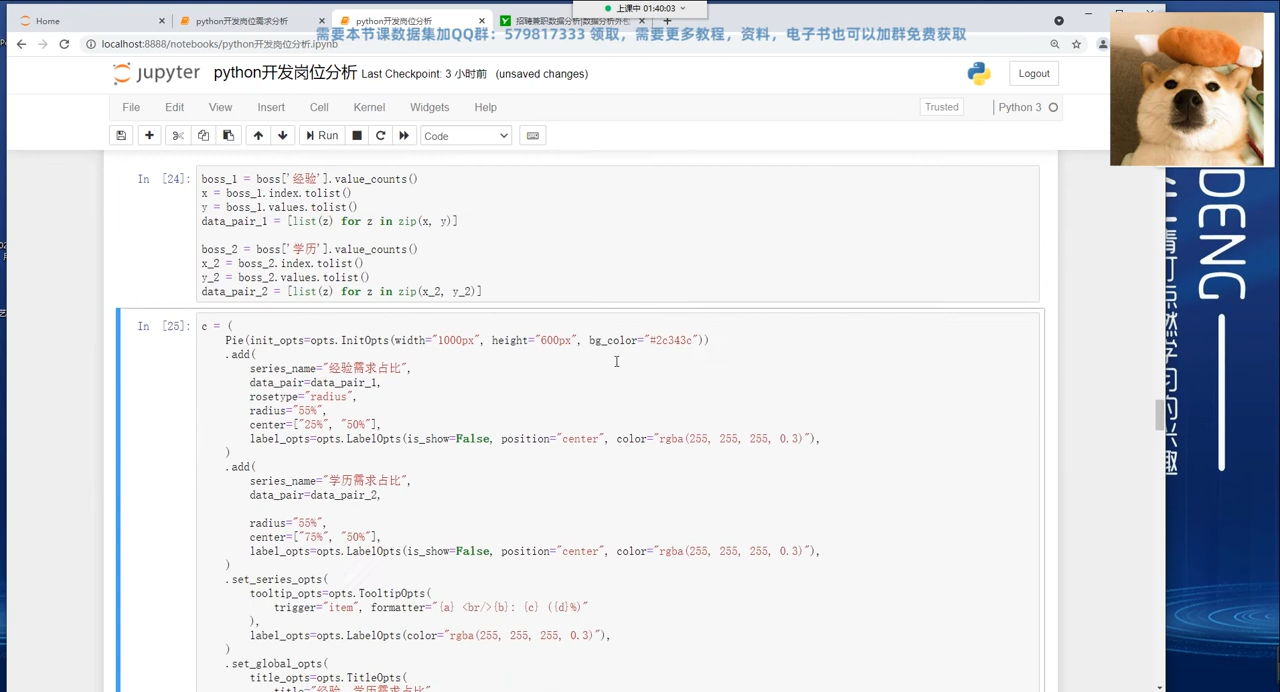 上课中 01:40:03
Home
python开发岗位需求分析
python开发岗位分析
招聘兼职数据分析|数据分析外包
需要本节课数据集加QQ群：579817333 领取，需要更多教程，资料，电子书也可以加群免费获取
localhost:8888/notebooks/python开发岗位分析.ipynb
jupyter python开发岗位分析 Last Checkpoint: 3 小时前 (unsaved changes)
Logout
File Edit View Insert Cell Kernel Widgets Help
Trusted
Python 3
Run
Code
In [24]:
boss_1 = boss['经验'].value_counts()
x = boss_1.index.tolist()
y = boss_1.values.tolist()
data_pair_1 = [list(z) for z in zip(x, y)]
boss_2 = boss['学历'].value_counts()
x_2 = boss_2.index.tolist()
y_2 = boss_2.values.tolist()
data_pair_2 = [list(z) for z in zip(x_2, y_2)]
In [25]:
c = (
Pie(init_opts=opts.InitOpts(width="1000px", height="600px", bg_color="#2c343c"))
.add(
series_name="经验需求占比",
data_pair=data_pair_1,
rosetype="radius",
radius="55%",
center=["25%", "50%"],
label_opts=opts.LabelOpts(is_show=False, position="center", color="rgba(255, 255, 255, 0.3)"),
)
.add(
series_name="学历需求占比",
data_pair=data_pair_2,
radius="55%",
center=["75%", "50%"],
label_opts=opts.LabelOpts(is_show=False, position="center", color="rgba(255, 255, 255, 0.3)"),
)
.set_series_opts(
tooltip_opts=opts.TooltipOpts(
trigger="item", formatter="{a} <br/>{b}: {c} ({d}%)"
),
label_opts=opts.LabelOpts(color="rgba(255, 255, 255, 0.3)"),
)
.set_global_opts(
title_opts=opts.TitleOpts(
DENG
青灯点燃学习的兴趣